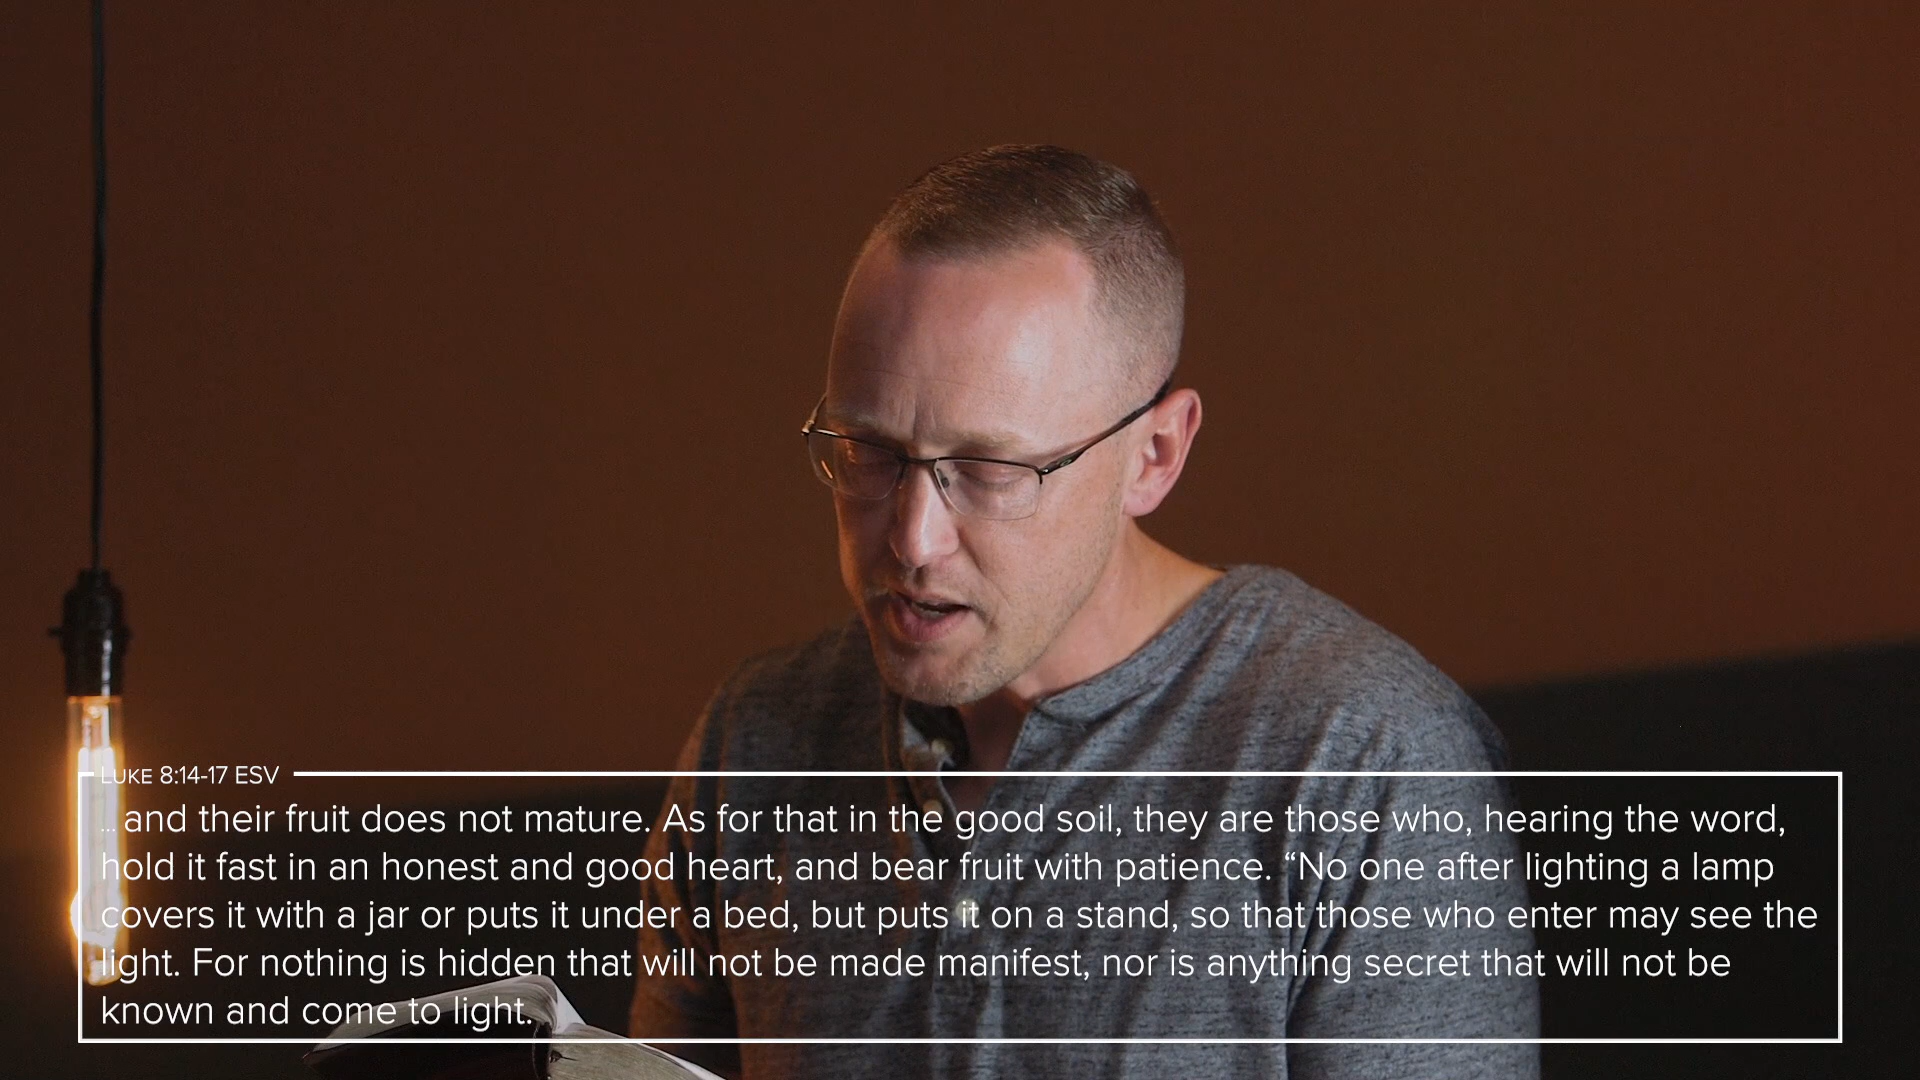 LUKE 8:14-17 ESV
... and their fruit does not mature. As for that in the good soil, they are those who, hearing the word,
hold it fast in an honest and good heart, and bear fruit with patience. “No one after lighting a lamp
covers it with a jar or puts it under a bed, but puts it on a stand, so that those who enter may see the
light. For nothing is hidden that will not be made manifest, nor is anything secret that will not be
known and come to light.